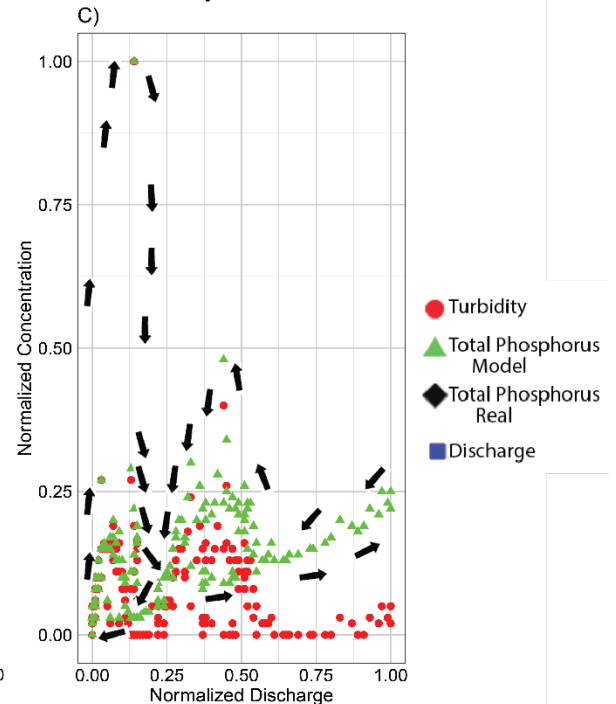 C)
1.00
0.75
0.50
0.25
0.00
Normalized Concentration
0.00 0.25 0.50 0.75 1.00
Normalized Discharge
Turbidity
Total Phosphorus
Model
Total Phosphorus
Real
Discharge